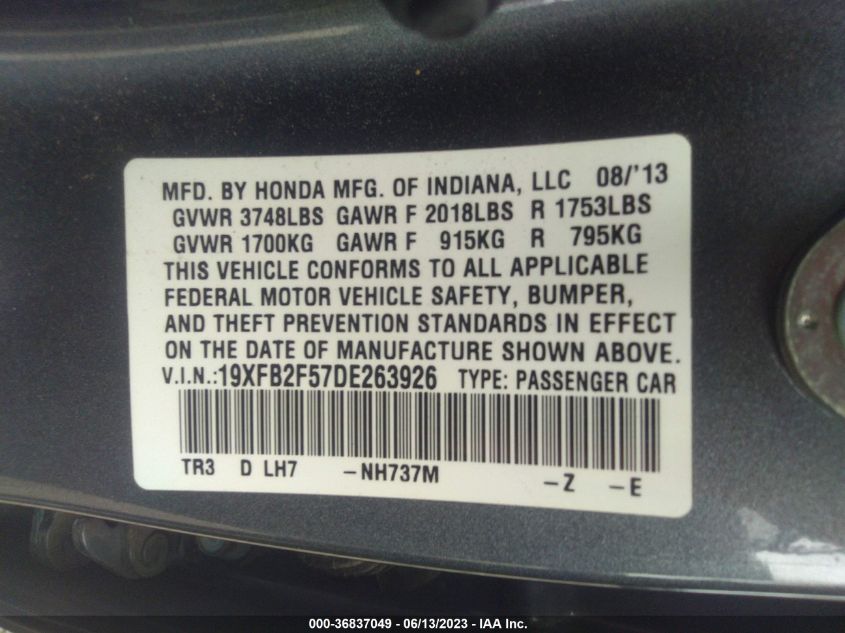 MFD. BY HONDA MFG. OF INDIANA, LLC 08/'13
GVWR 3748LBS GAWR F 2018LBS R 1753LBS
GVWR 1700KG GAWR F 915KG R 795KG
THIS VEHICLE CONFORMS TO ALL APPLICABLE
FEDERAL MOTOR VEHICLE SAFETY, BUMPER,
AND THEFT PREVENTION STANDARDS IN EFFECT
ON THE DATE OF MANUFACTURE SHOWN ABOVE.
V.I.N.:19XFB2F57DE263926 TYPE: PASSENGER CAR
TR3 D LH7 –NH737M –Z –E
000-36837049 - 06/13/2023 - IAA Inc.